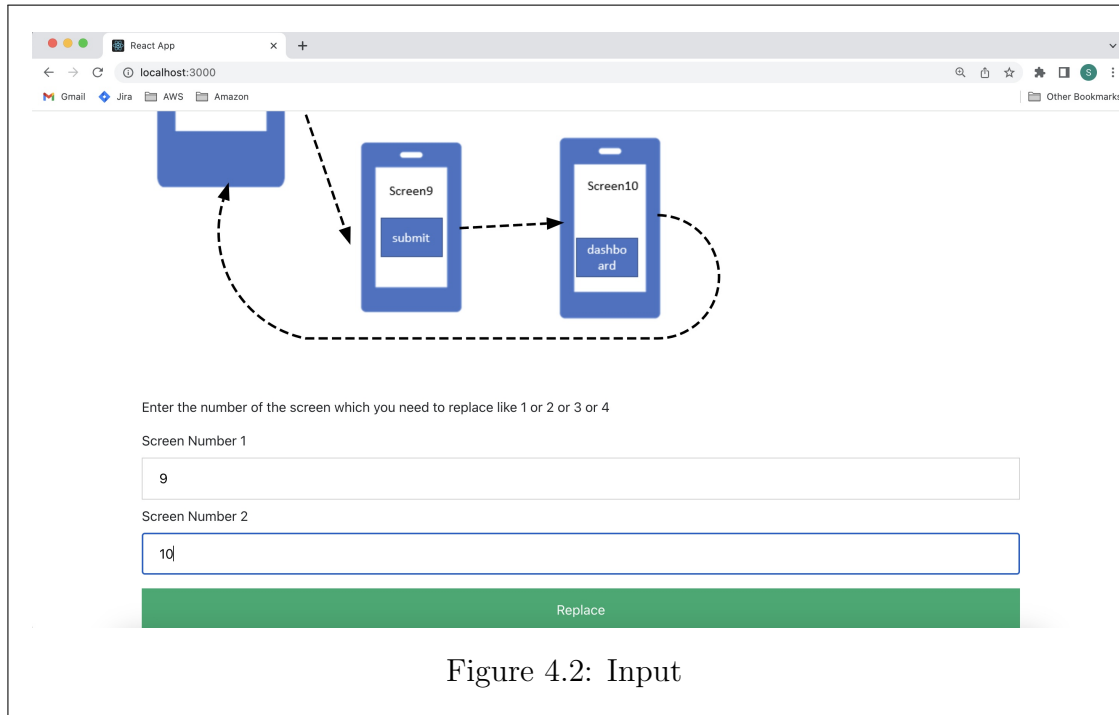 React App
localhost:3000
Gmail Jira AWS Amazon Other Bookmarks
Screen9
submit
Screen10
dashbo
ard
Enter the number of the screen which you need to replace like 1 or 2 or 3 or 4
Screen Number 1
9
Screen Number 2
10
Replace
Figure 4.2: Input